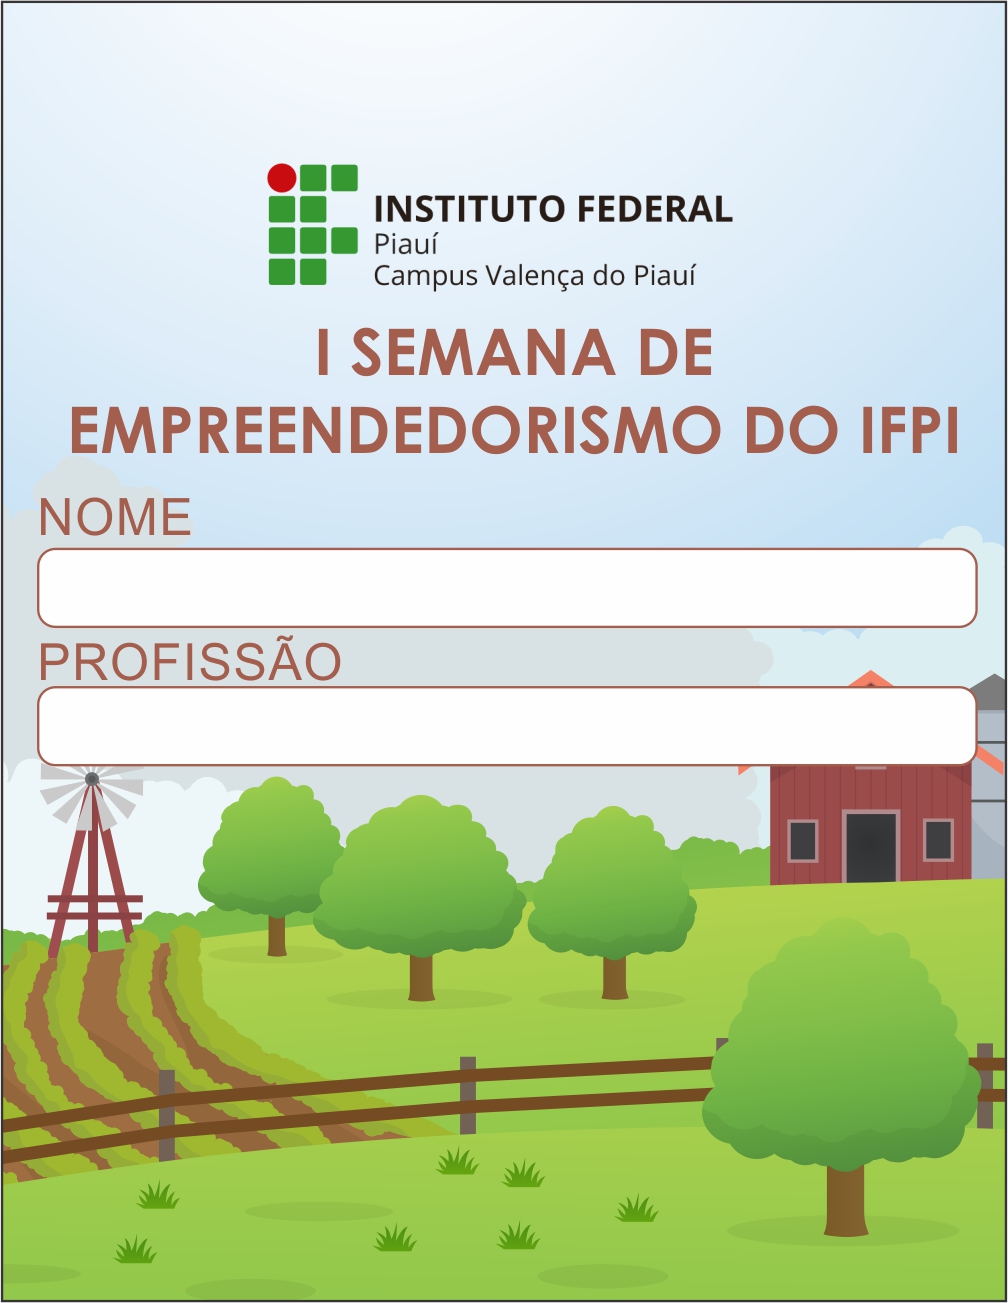 INSTITUTO FEDERAL
Piauí
Campus Valença do Piauí
I SEMANA DE
EMPREENDEDORISMO DO IFPI
NOME
PROFISSÃO